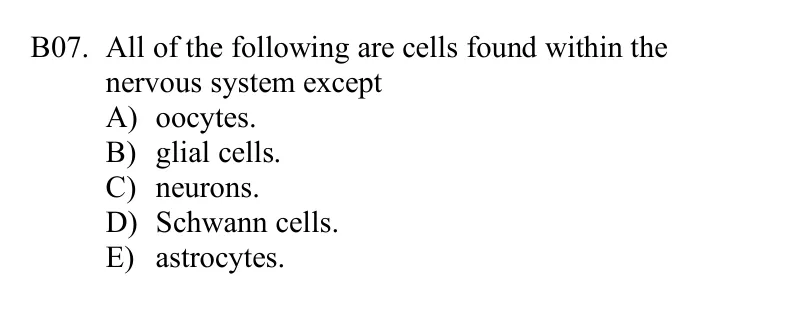 B07. All of the following are cells found within the
nervous system except
A) oocytes.
B) glial cells.
C) neurons.
D) Schwann cells.
E) astrocytes.